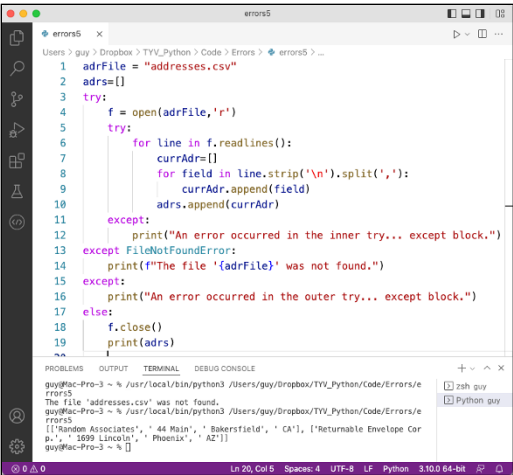 errors5
errors5 ×
Users > guy > Dropbox > TYV_Python > Code > Errors > errors5 > ...
1 adrFile = "addresses.csv"
2 adrs=[]
3 try:
4 f = open(adrFile,'r')
5 try:
6 for line in f.readlines():
7 currAdr=[]
8 for field in line.strip('\n').split(','):
9 currAdr.append(field)
10 adrs.append(currAdr)
11 except:
12 print("An error occurred in the inner try... except block.")
13 except FileNotFoundError:
14 print(f"The file '{adrFile}' was not found.")
15 except:
16 print("An error occurred in the outer try... except block.")
17 else:
18 f.close()
19 print(adrs)
20
PROBLEMS OUTPUT TERMINAL DEBUG CONSOLE
guy@Mac-Pro-3 ~ % /usr/local/bin/python3 /Users/guy/Dropbox/TYV_Python/Code/Errors/e
rrors5
The file 'addresses.csv' was not found.
guy@Mac-Pro-3 ~ % /usr/local/bin/python3 /Users/guy/Dropbox/TYV_Python/Code/Errors/e
rrors5
[['Random Associates', ' 44 Main', ' Bakersfield', ' CA'], ['Returnable Envelope Cor
p.', ' 1699 Lincoln', ' Phoenix', ' AZ']]
guy@Mac-Pro-3 ~ %
zsh guy
Python guy
0 0 Ln 20, Col 5 Spaces: 4 UTF-8 LF Python 3.10.0 64-bit